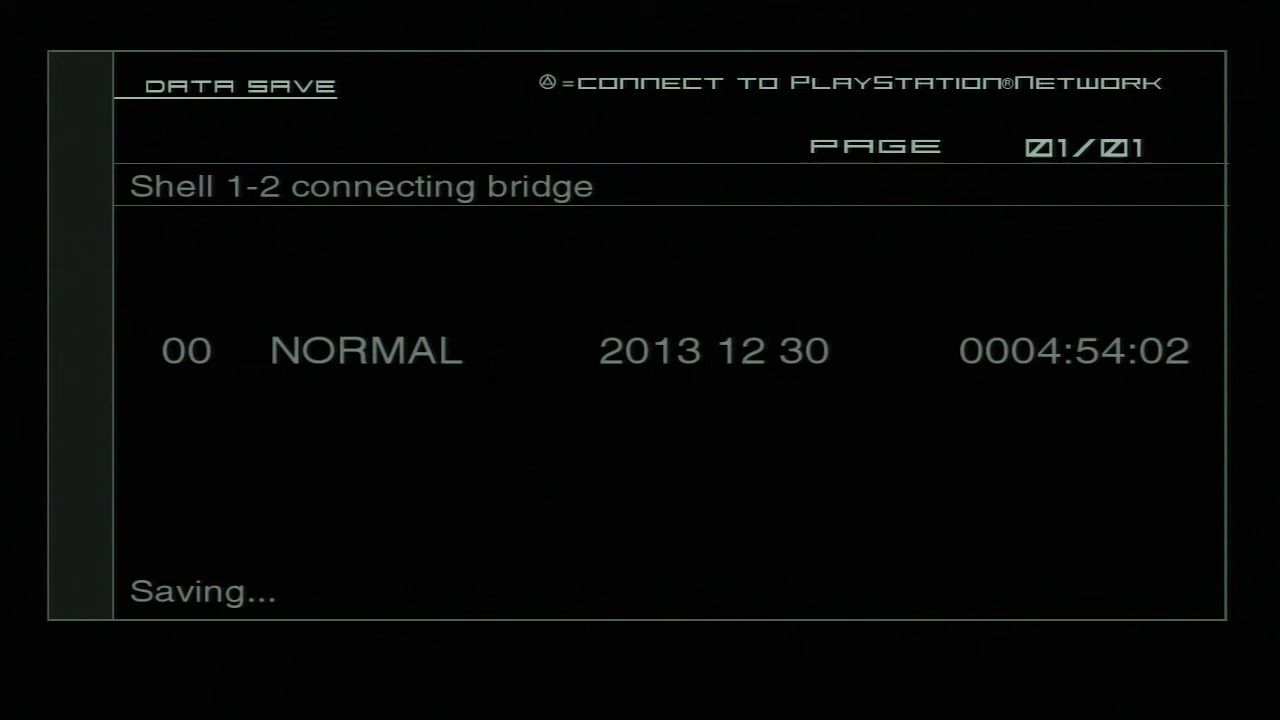 DATA SAVE
Ⓐ=CONNECT TO PLAYSTATION®NETWORK
PAGE 01/01
Shell 1-2 connecting bridge
00 NORMAL 2013 12 30 0004:54:02
Saving...